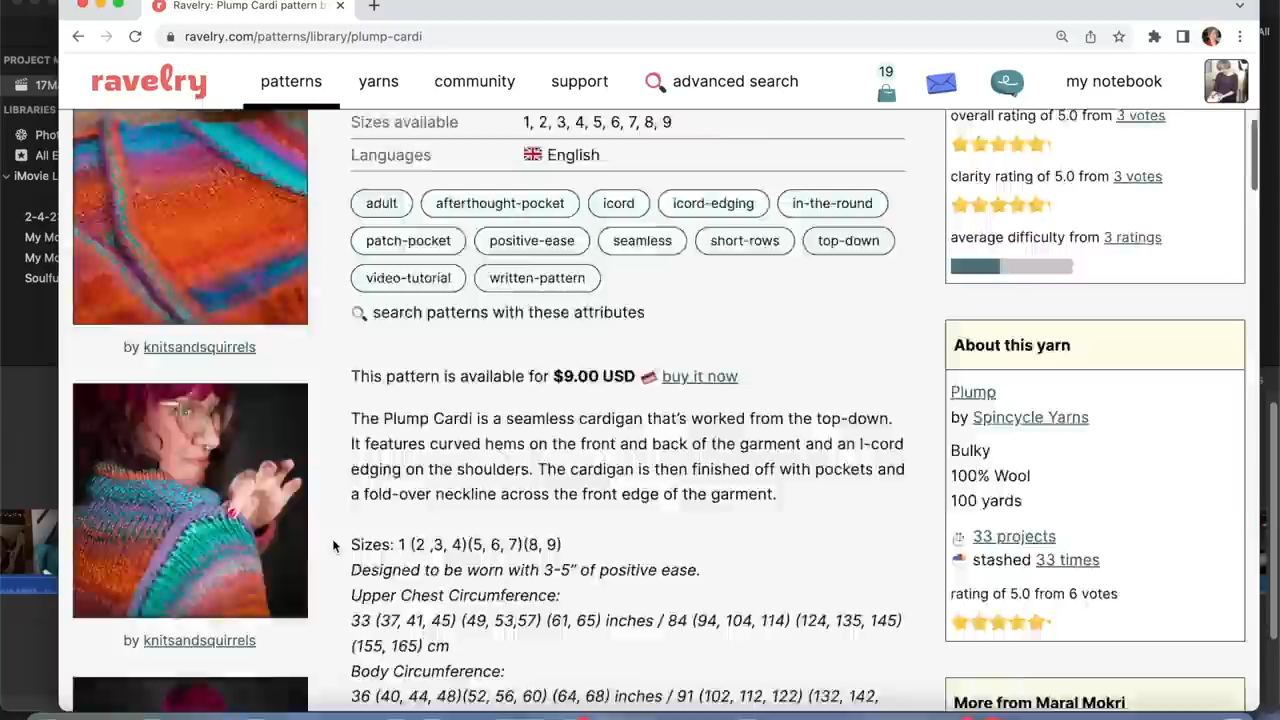 Ravelry: Plump Cardi pattern b
ravelry.com/patterns/library/plump-cardi
PROJECT M
17M
LIBRARIES
Phot
All E
iMovie L
2-4-2
My Mo
My Mo
Soulfu
All
ravelry
patterns
yarns
community
support
advanced search
19
my notebook
Sizes available 1, 2, 3, 4, 5, 6, 7, 8, 9
Languages English
adult
afterthought-pocket
icord
icord-edging
in-the-round
patch-pocket
positive-ease
seamless
short-rows
top-down
video-tutorial
written-pattern
search patterns with these attributes
by knitsandsquirrels
This pattern is available for $9.00 USD buy it now
The Plump Cardi is a seamless cardigan that's worked from the top-down.
It features curved hems on the front and back of the garment and an I-cord
edging on the shoulders. The cardigan is then finished off with pockets and
a fold-over neckline across the front edge of the garment.
Sizes: 1 (2 ,3, 4)(5, 6, 7)(8, 9)
Designed to be worn with 3-5" of positive ease.
Upper Chest Circumference:
33 (37, 41, 45) (49, 53,57) (61, 65) inches / 84 (94, 104, 114) (124, 135, 145)
(155, 165) cm
Body Circumference:
36 (40, 44, 48)(52, 56, 60) (64, 68) inches / 91 (102, 112, 122) (132, 142,
by knitsandsquirrels
overall rating of 5.0 from 3 votes
clarity rating of 5.0 from 3 votes
average difficulty from 3 ratings
About this yarn
Plump
by Spincycle Yarns
Bulky
100% Wool
100 yards
33 projects
stashed 33 times
rating of 5.0 from 6 votes
More from Maral Mokri